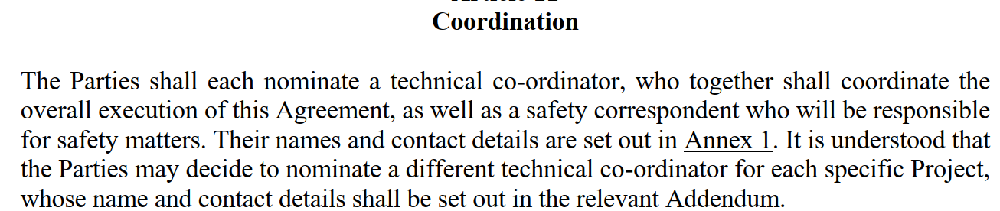 Coordination
The Parties shall each nominate a technical co-ordinator, who together shall coordinate the
overall execution of this Agreement, as well as a safety correspondent who will be responsible
for safety matters. Their names and contact details are set out in Annex 1. It is understood that
the Parties may decide to nominate a different technical co-ordinator for each specific Project,
whose name and contact details shall be set out in the relevant Addendum.